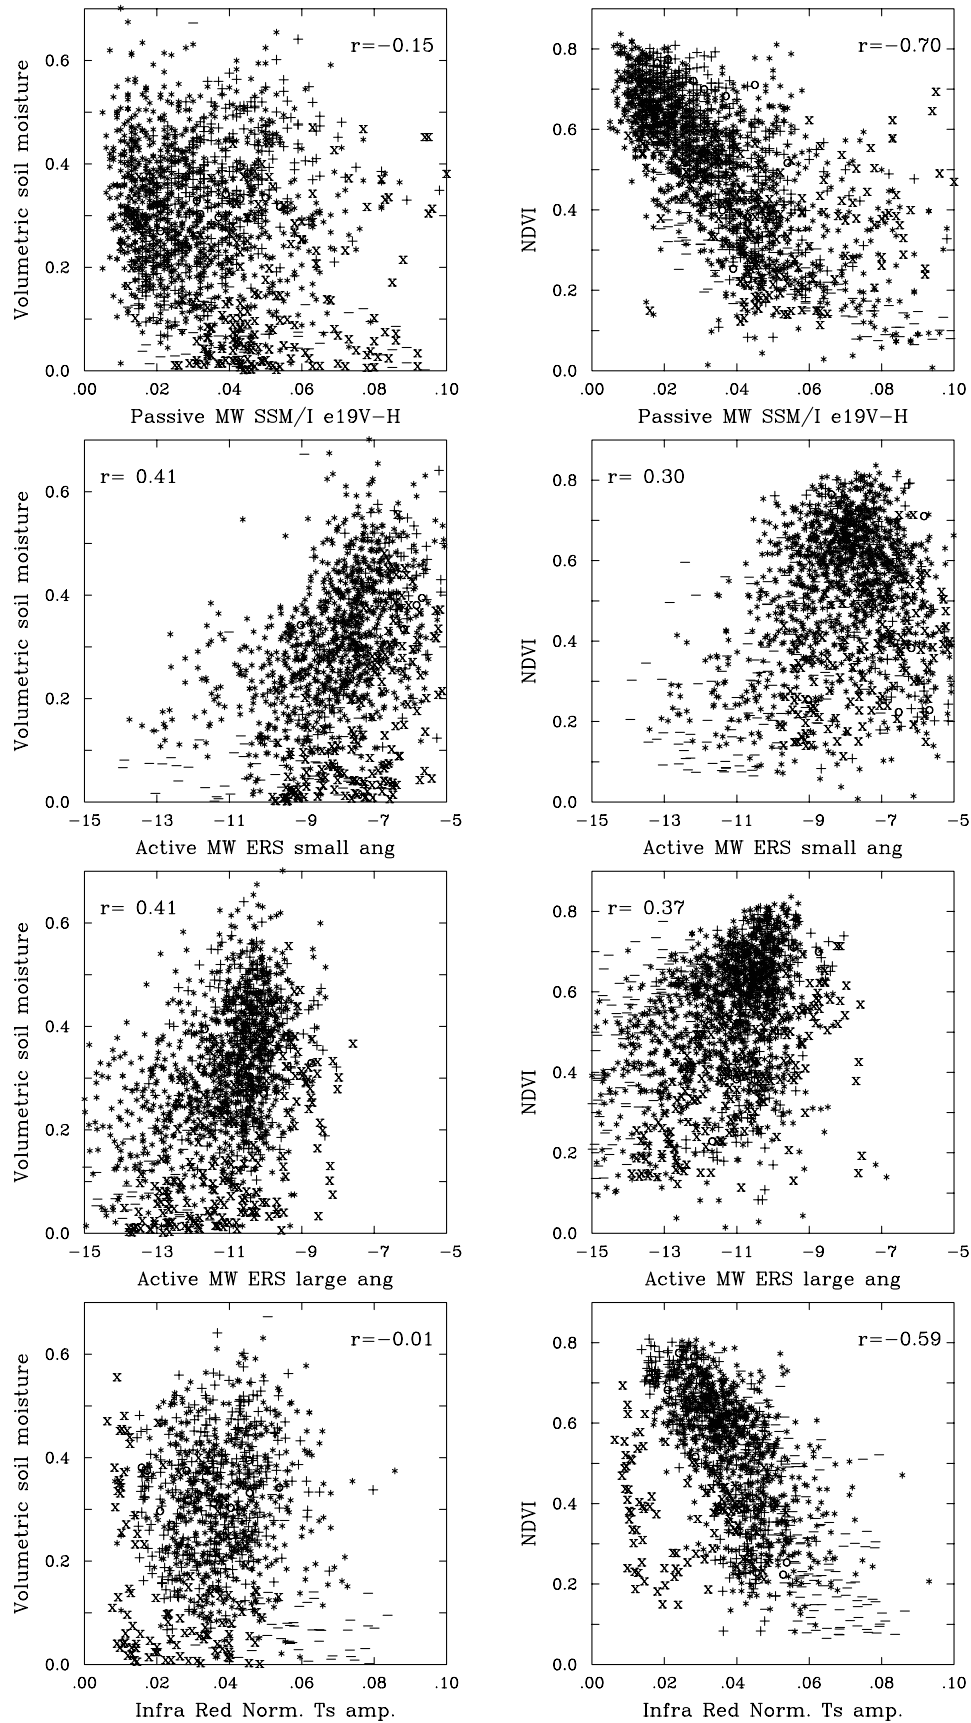 r=−0.15
0.6
0.4
0.2
0.0
Volumetric soil moisture
.00 .02 .04 .06 .08 0.10
Passive MW SSM/I e19V−H
r=−0.70
0.8
0.6
0.4
0.2
0.0
NDVI
.00 .02 .04 .06 .08 0.10
Passive MW SSM/I e19V−H
r= 0.41
0.6
0.4
0.2
0.0
Volumetric soil moisture
−15 −13 −11 −9 −7 −5
Active MW ERS small ang
r= 0.30
0.8
0.6
0.4
0.2
0.0
NDVI
−15 −13 −11 −9 −7 −5
Active MW ERS small ang
r= 0.41
0.6
0.4
0.2
0.0
Volumetric soil moisture
−15 −13 −11 −9 −7 −5
Active MW ERS large ang
r= 0.37
0.8
0.6
0.4
0.2
0.0
NDVI
−15 −13 −11 −9 −7 −5
Active MW ERS large ang
r=−0.01
0.6
0.4
0.2
0.0
Volumetric soil moisture
.00 .02 .04 .06 .08 .10
Infra Red Norm. Ts amp.
r=−0.59
0.8
0.6
0.4
0.2
0.0
NDVI
.00 .02 .04 .06 .08 .10
Infra Red Norm. Ts amp.